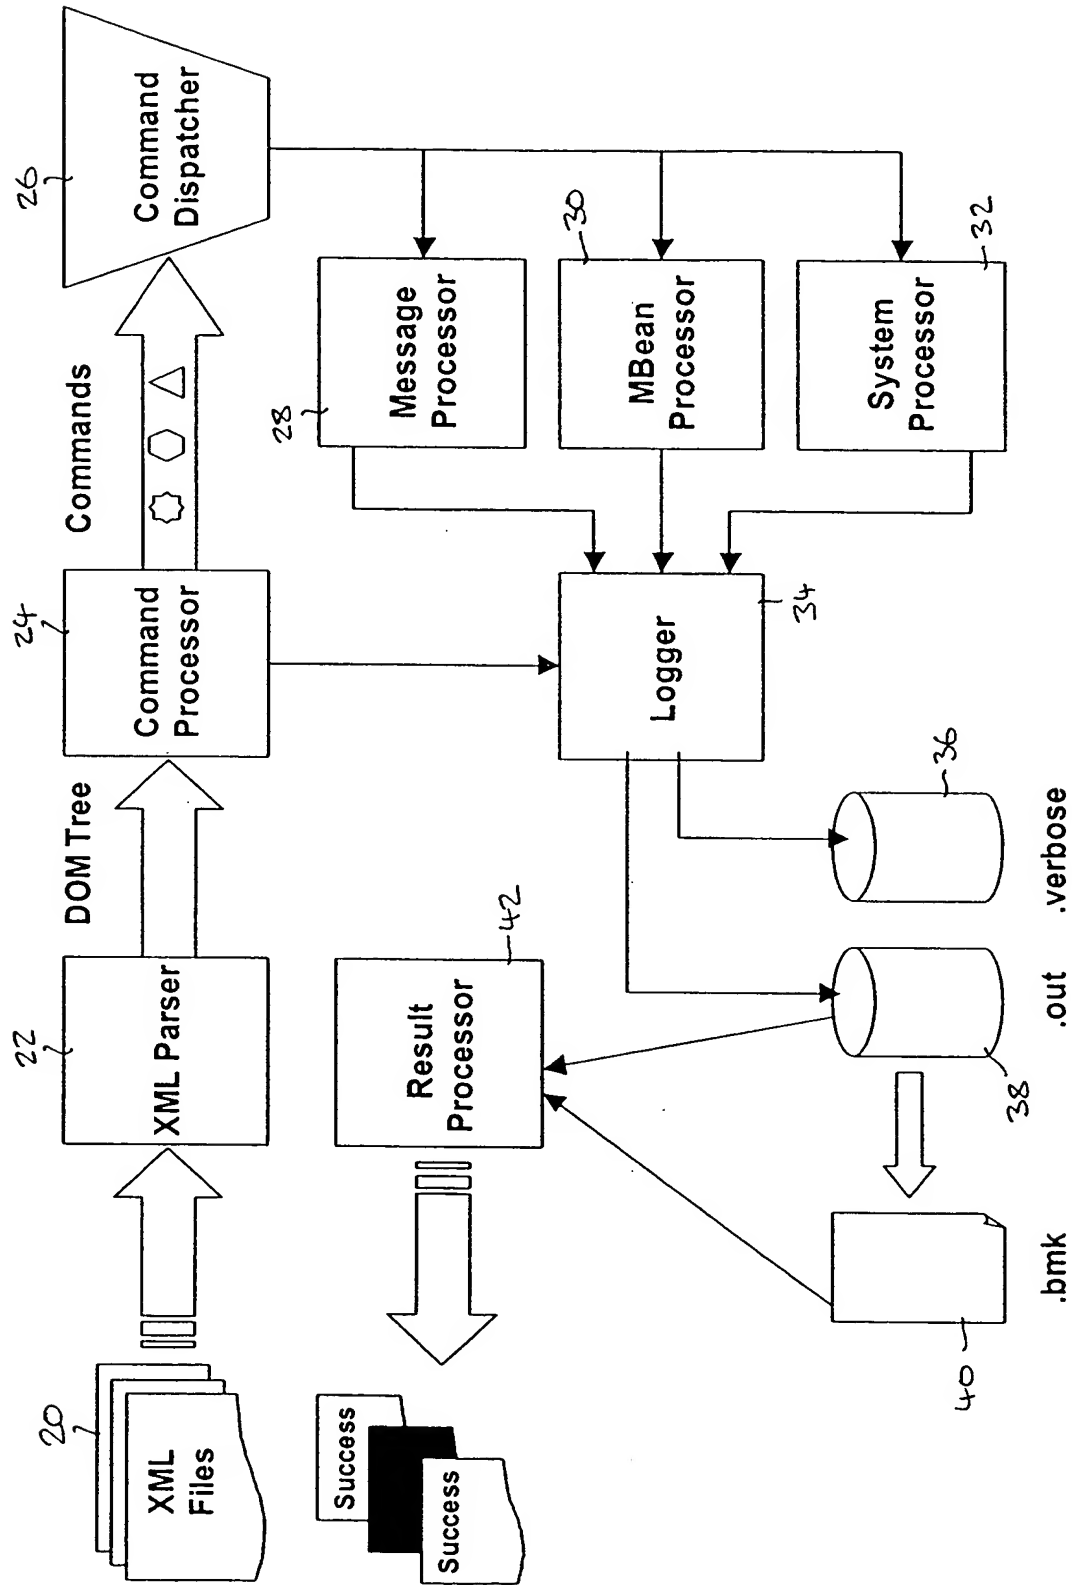 20
XML
Files
22
XML Parser
DOM Tree
24
Command
Processor
Commands
26
Command
Dispatcher
Success
Success
Result
Processor
42
Logger
34
28
Message
Processor
30
MBean
Processor
System
Processor
32
40
.bmk
38
.out
36
.verbose